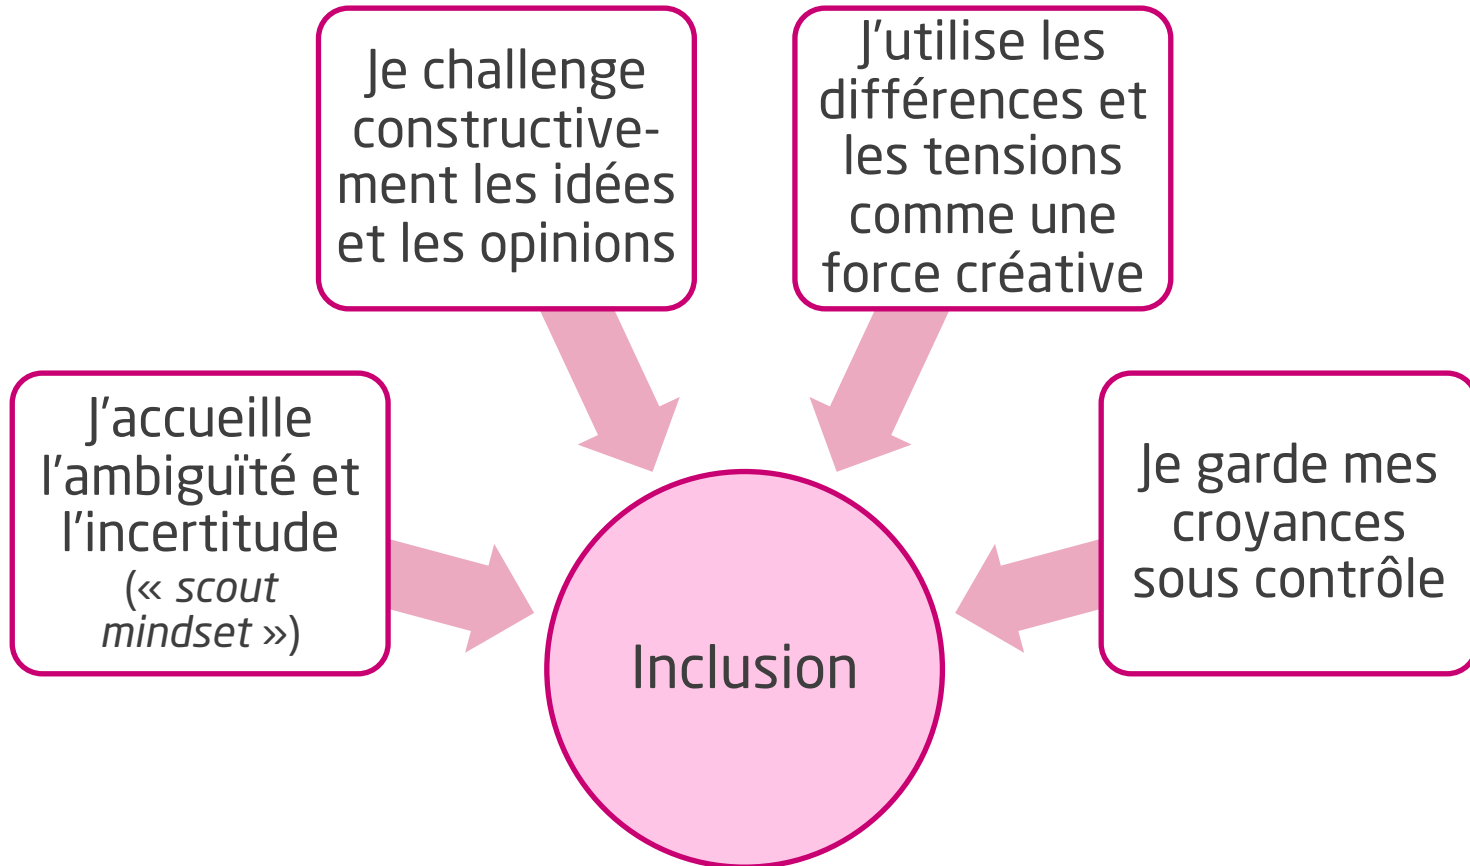 Je challenge
constructive-
ment les idées
et les opinions
J'utilise les
différences et
les tensions
comme une
force créative
J'accueille
l'ambiguïté et
l'incertitude
(« scout
mindset »)
Je garde mes
croyances
sous contrôle
Inclusion